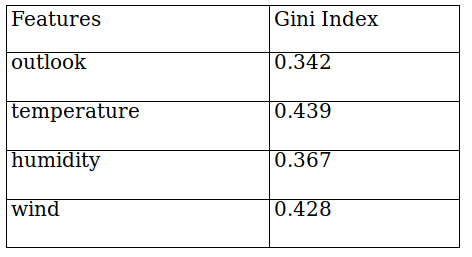 Features Gini Index
outlook 0.342
temperature 0.439
humidity 0.367
wind 0.428